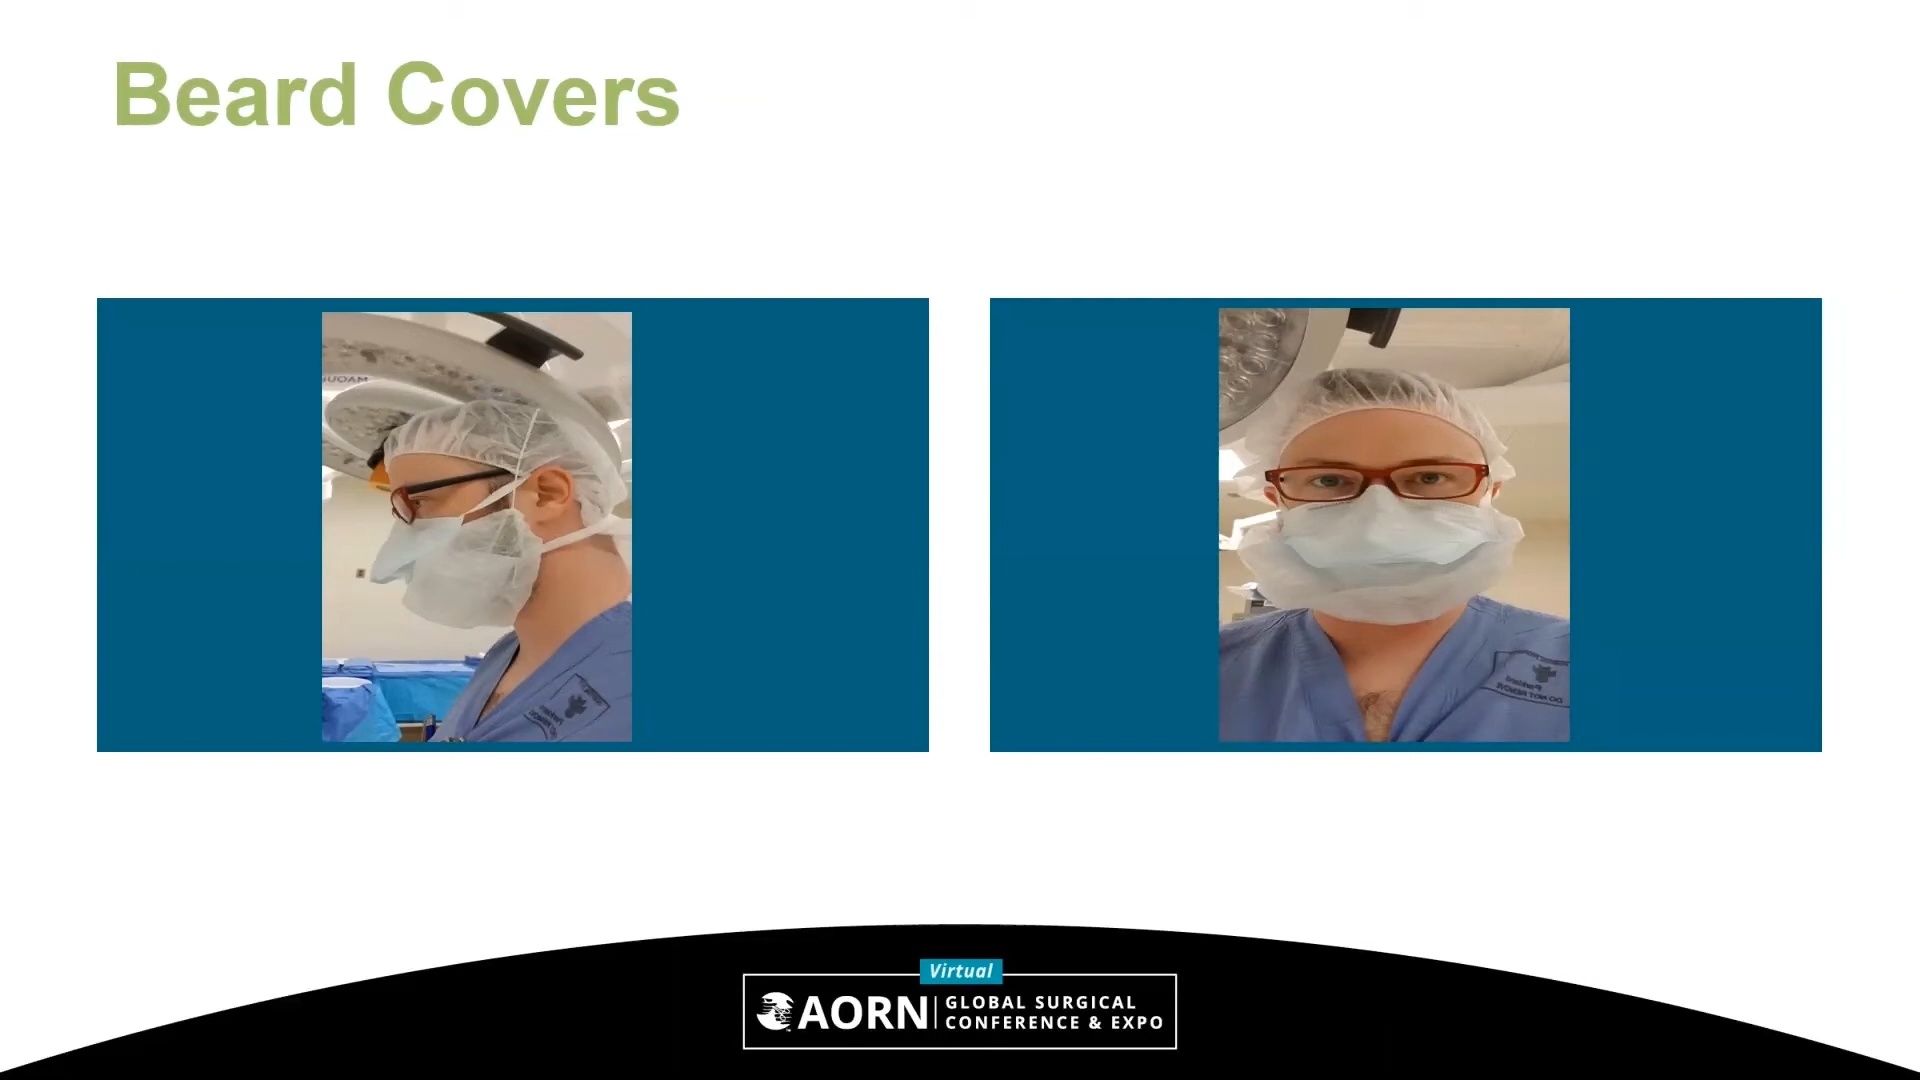 Beard Covers
Virtual
AORN
GLOBAL SURGICAL
CONFERENCE & EXPO